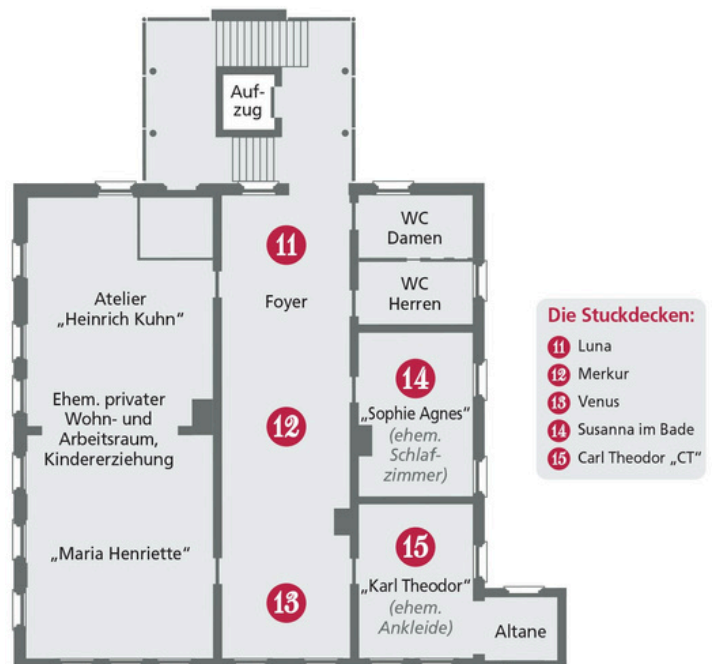 Auf-
zug
11
Foyer
WC
Damen
WC
Herren
Atelier
„Heinrich Kuhn“
Ehem. privater
Wohn- und
Arbeitsraum,
Kindererziehung
„Maria Henriette“
12
13
14
„Sophie Agnes“
(ehem.
Schlaf-
zimmer)
15
„Karl Theodor“
(ehem.
Ankleide)
Altane
Die Stuckdecken:
11 Luna
12 Merkur
13 Venus
14 Susanna im Bade
15 Carl Theodor „CT“